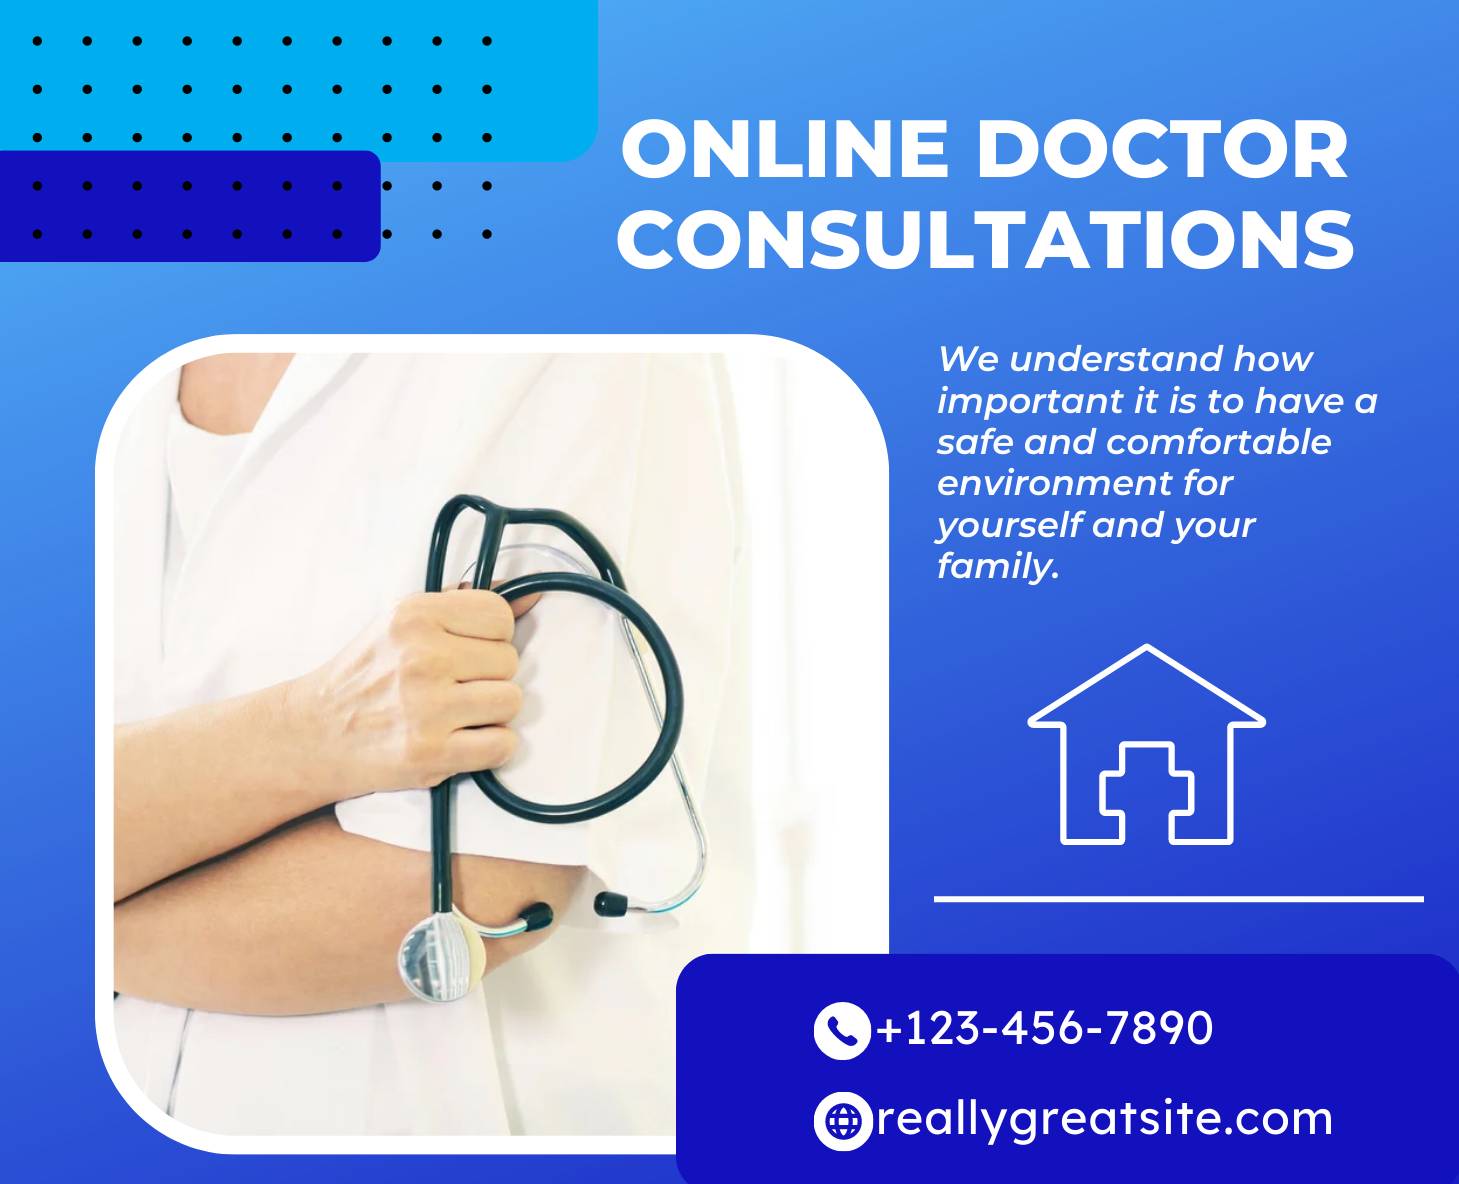 ONLINE DOCTOR
CONSULTATIONS
We understand how
important it is to have a
safe and comfortable
environment for
yourself and your
family.
+123-456-7890
reallygreatsite.com